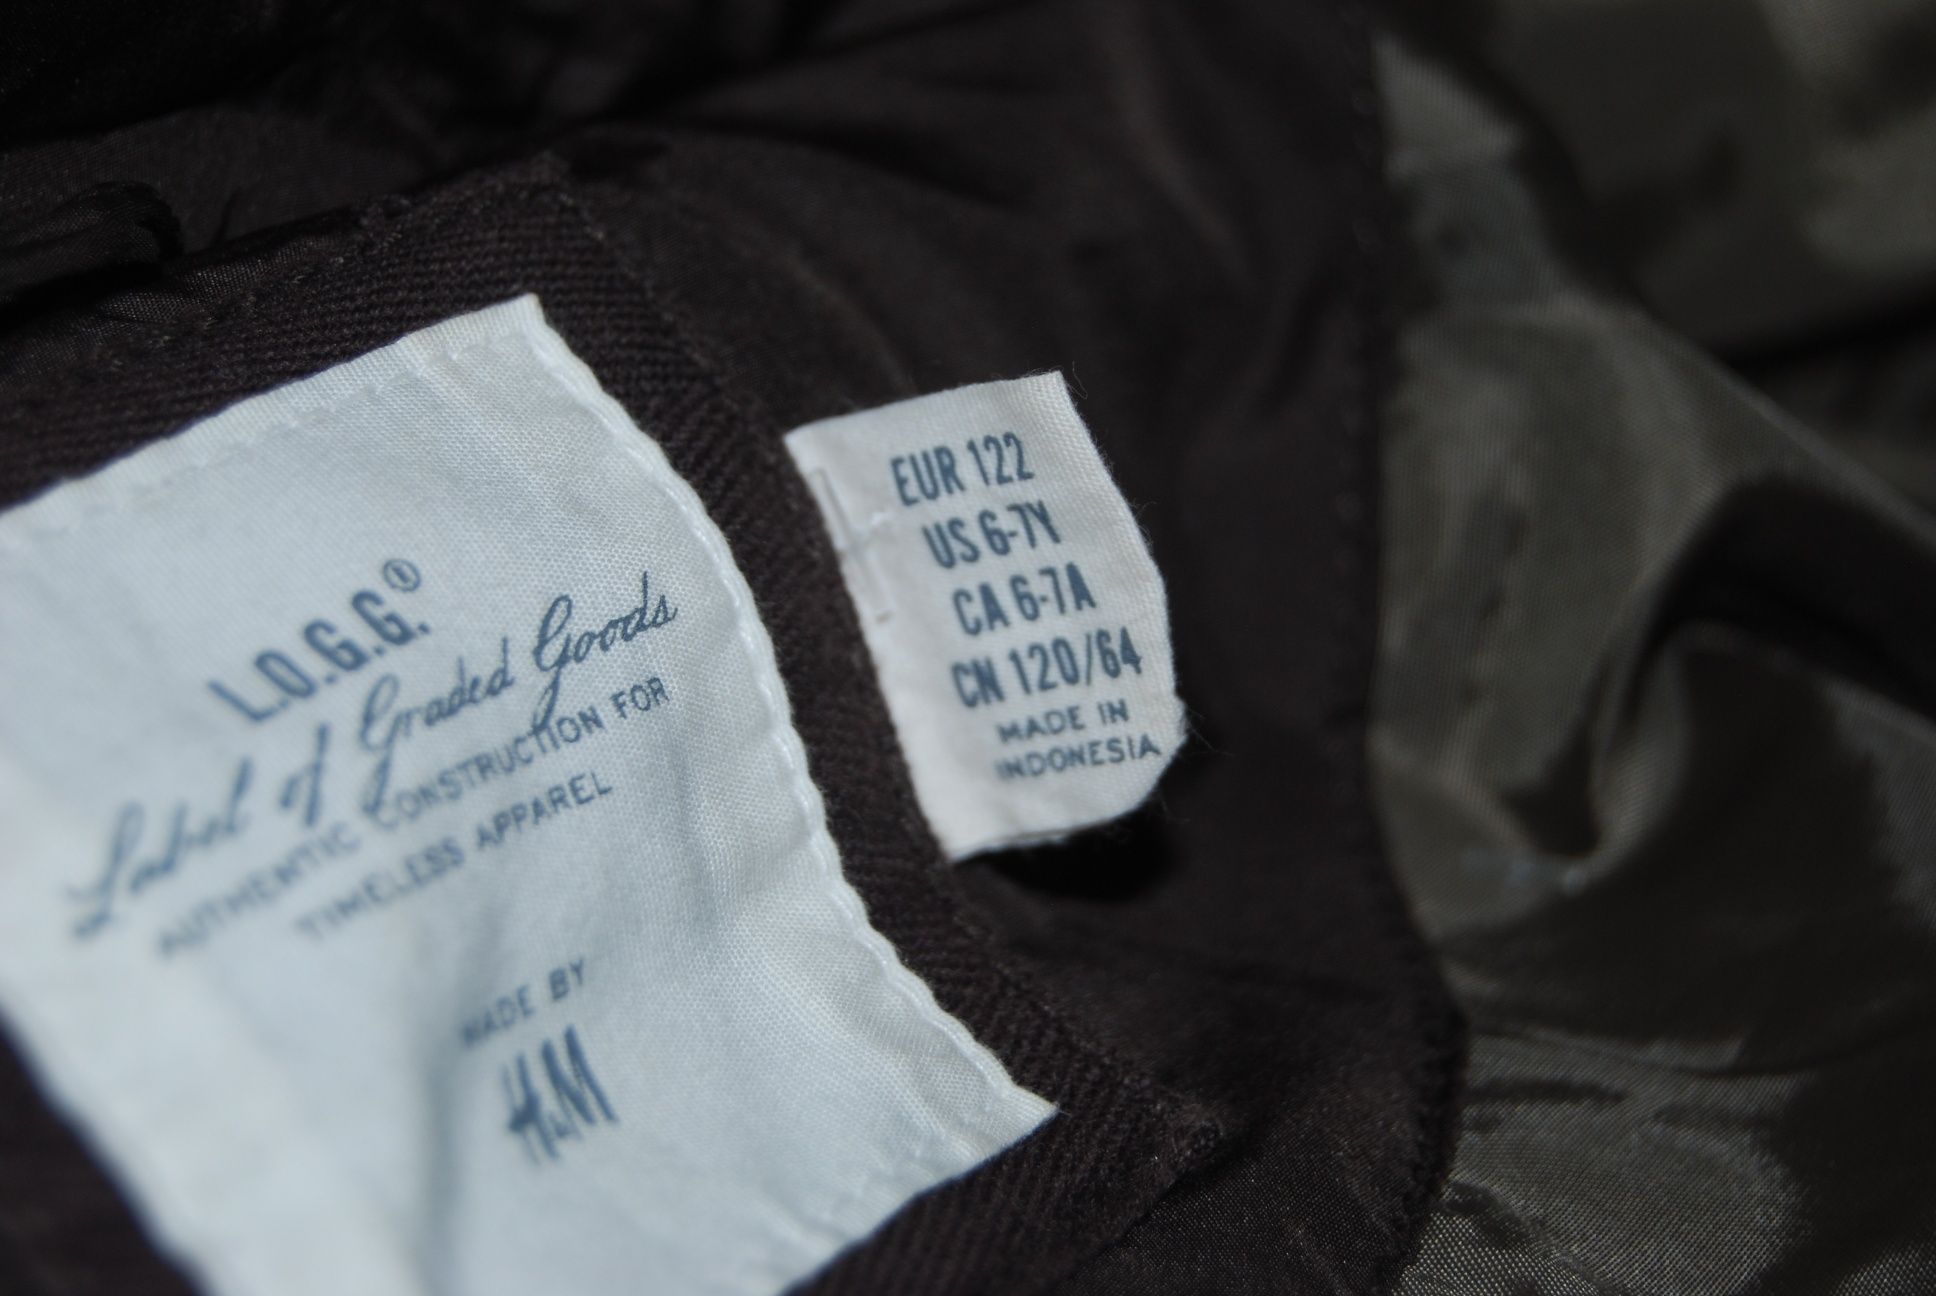 L.O.G.G.®
Label of Graded Goods
AUTHENTIC CONSTRUCTION FOR
TIMELESS APPAREL
MADE BY
H&M
EUR 122
US 6-7Y
CA 6-7A
CN 120/64
MADE IN
INDONESIA